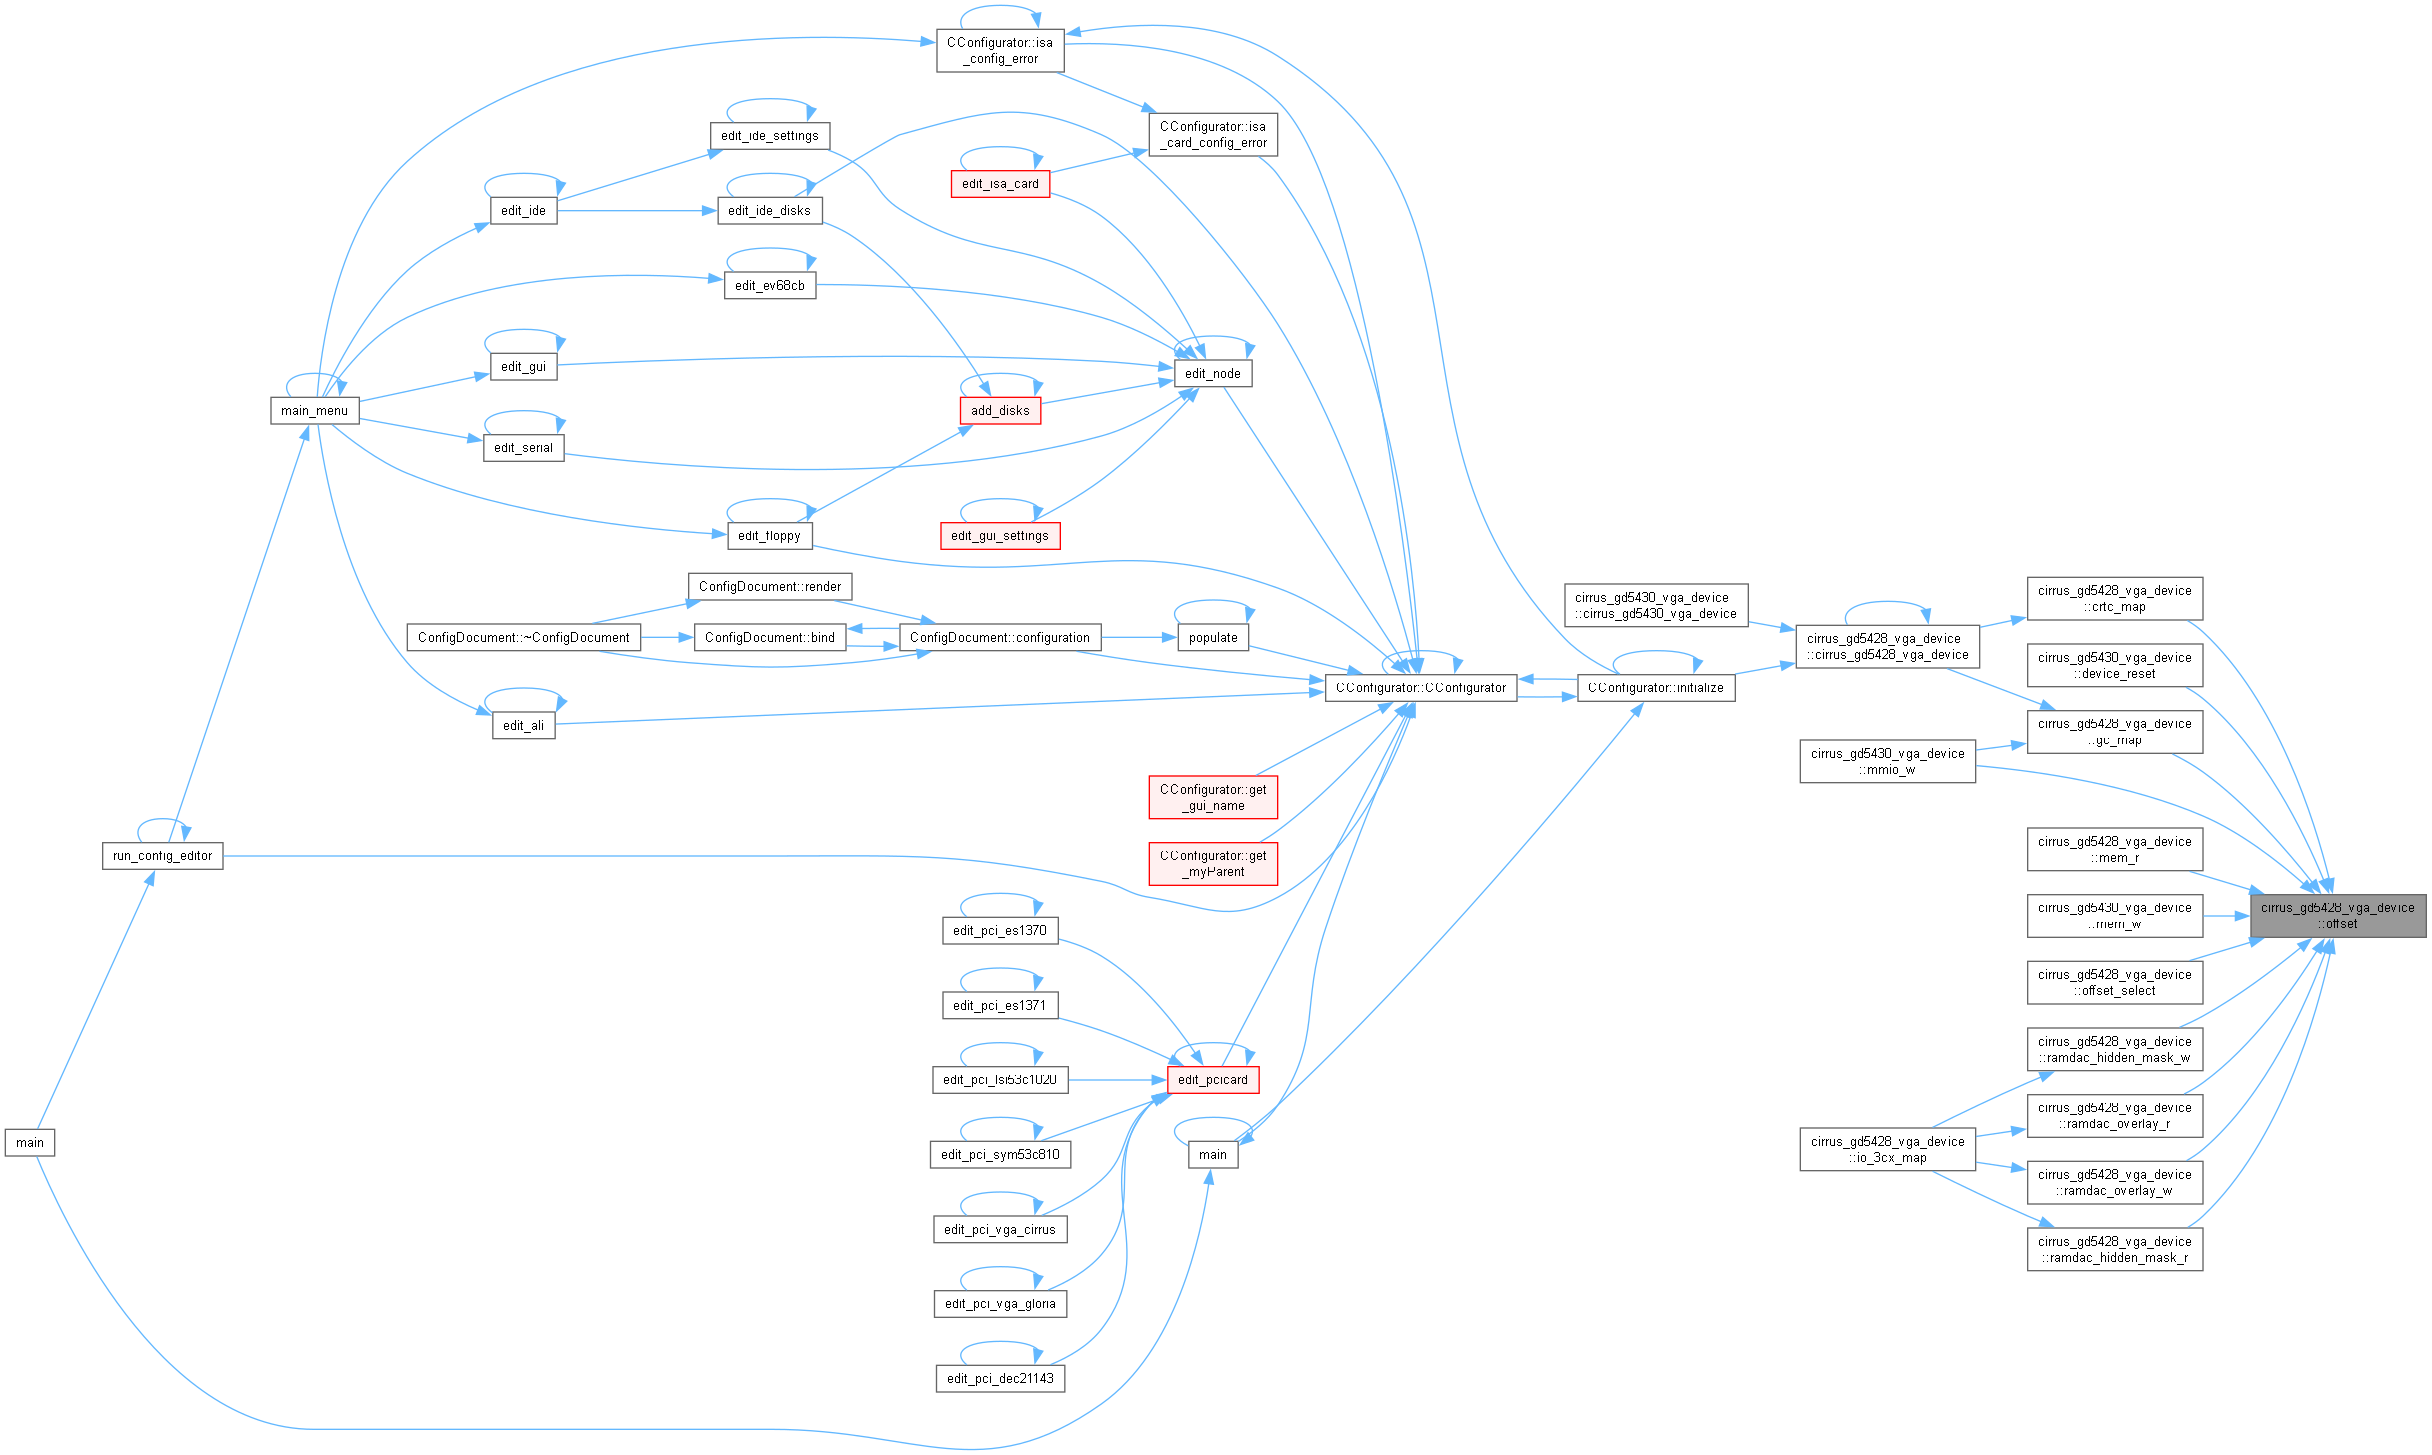 CConfigurator::isa
_config_error
edit_ide_settings
CConfigurator::isa
_card_config_error
edit_isa_card
edit_ide
edit_ide_disks
edit_ev68cb
edit_gui
edit_node
main_menu
add_disks
edit_serial
edit_floppy
edit_gui_settings
ConfigDocument::render
cirrus_gd5430_vga_device
::cirrus_gd5430_vga_device
cirrus_gd5428_vga_device
::crtc_map
ConfigDocument::~ConfigDocument
ConfigDocument::bind
ConfigDocument::configuration
populate
cirrus_gd5428_vga_device
::cirrus_gd5428_vga_device
cirrus_gd5430_vga_device
::device_reset
CConfigurator::CConfigurator
CConfigurator::initialize
edit_ali
cirrus_gd5428_vga_device
::gc_map
cirrus_gd5430_vga_device
::mmio_w
CConfigurator::get
_gui_name
run_config_editor
CConfigurator::get
_myParent
cirrus_gd5428_vga_device
::mem_r
edit_pci_es1370
cirrus_gd5430_vga_device
::mem_w
cirrus_gd5428_vga_device
::offset
edit_pci_es1371
cirrus_gd5428_vga_device
::offset_select
edit_pci_lsi53c1020
edit_pcicard
cirrus_gd5428_vga_device
::ramdac_hidden_mask_w
main
edit_pci_sym53c810
main
cirrus_gd5428_vga_device
::io_3cx_map
cirrus_gd5428_vga_device
::ramdac_overlay_r
edit_pci_vga_cirrus
cirrus_gd5428_vga_device
::ramdac_overlay_w
edit_pci_vga_gloria
cirrus_gd5428_vga_device
::ramdac_hidden_mask_r
edit_pci_dec21143